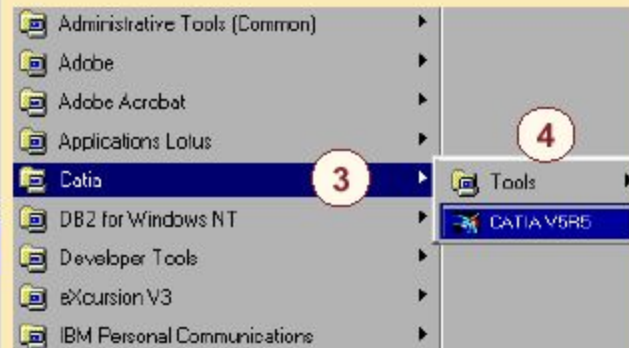 Administrative Tools (Common)
Adobe
Adobe Acrobat
Applications Lotus
4
Catia
3
Tools
DB2 for Windows NT
CATIA V5R5
Developer Tools
eXcursion V3
IBM Personal Communications